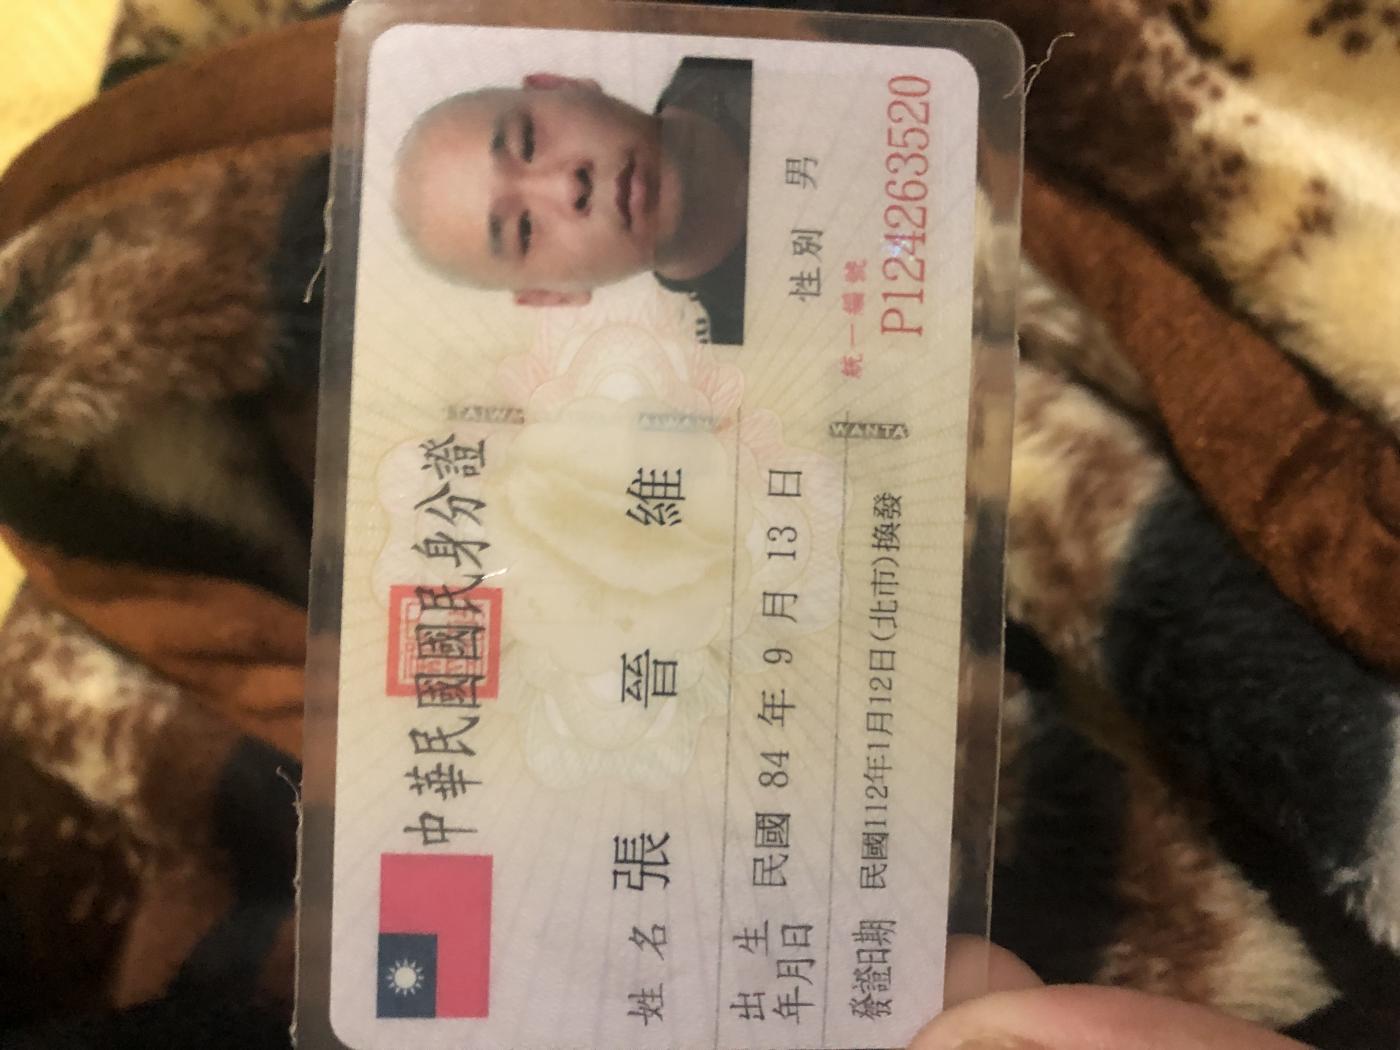 中華民國國民身分證
姓名 張晉維
出生年月日 民國 84 年 9 月 13 日
性別 男
發證日期 民國112年1月12日(北市)換發
統一編號
P124263520
TAIWAN
WANTA